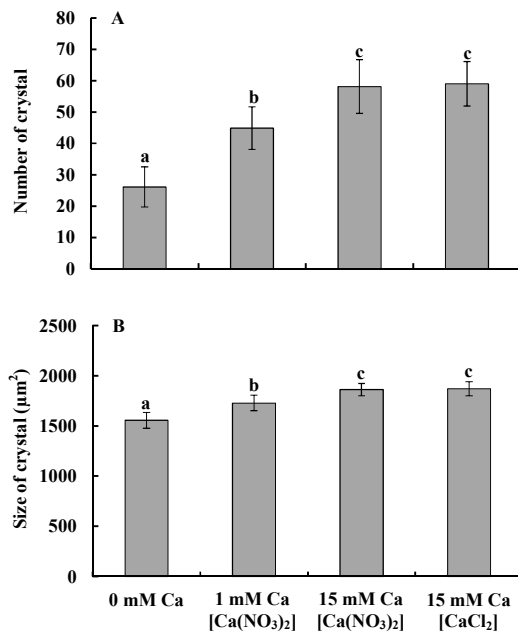 A
80
70
60
50
40
30
20
10
0
Number of crystal
a
b
c
c
B
2500
2000
1500
1000
500
0
Size of crystal (µm²)
a
b
c
c
0 mM Ca
1 mM Ca
[Ca(NO₃)₂]
15 mM Ca
[Ca(NO₃)₂]
15 mM Ca
[CaCl₂]